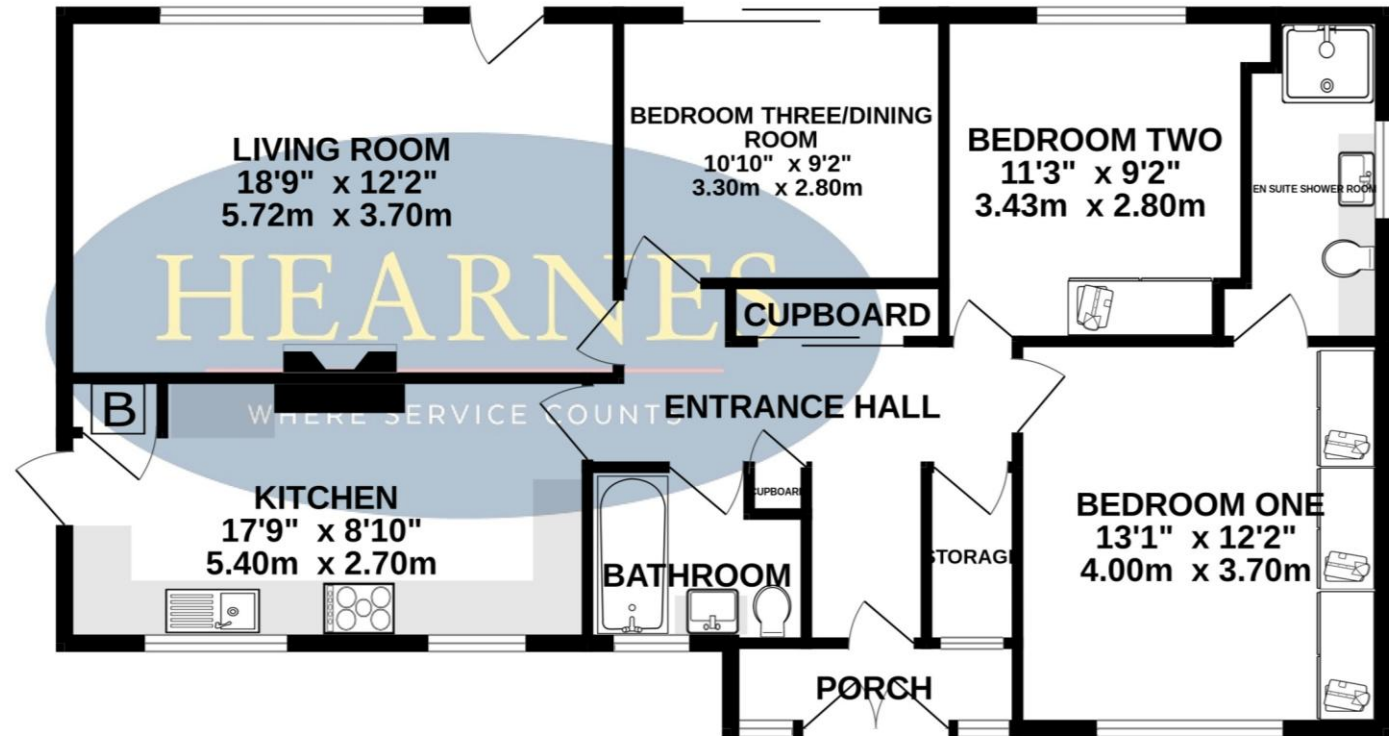 LIVING ROOM
18'9" x 12'2"
5.72m x 3.70m
BEDROOM THREE/DINING
ROOM
10'10" x 9'2"
3.30m x 2.80m
BEDROOM TWO
11'3" x 9'2"
3.43m x 2.80m
EN SUITE SHOWER ROOM
HEARNES
WHERE SERVICE COUNTS
CUPBOARD
ENTRANCE HALL
B
KITCHEN
17'9" x 8'10"
5.40m x 2.70m
CUPBOARD
BATHROOM
STORAGE
BEDROOM ONE
13'1" x 12'2"
4.00m x 3.70m
PORCH